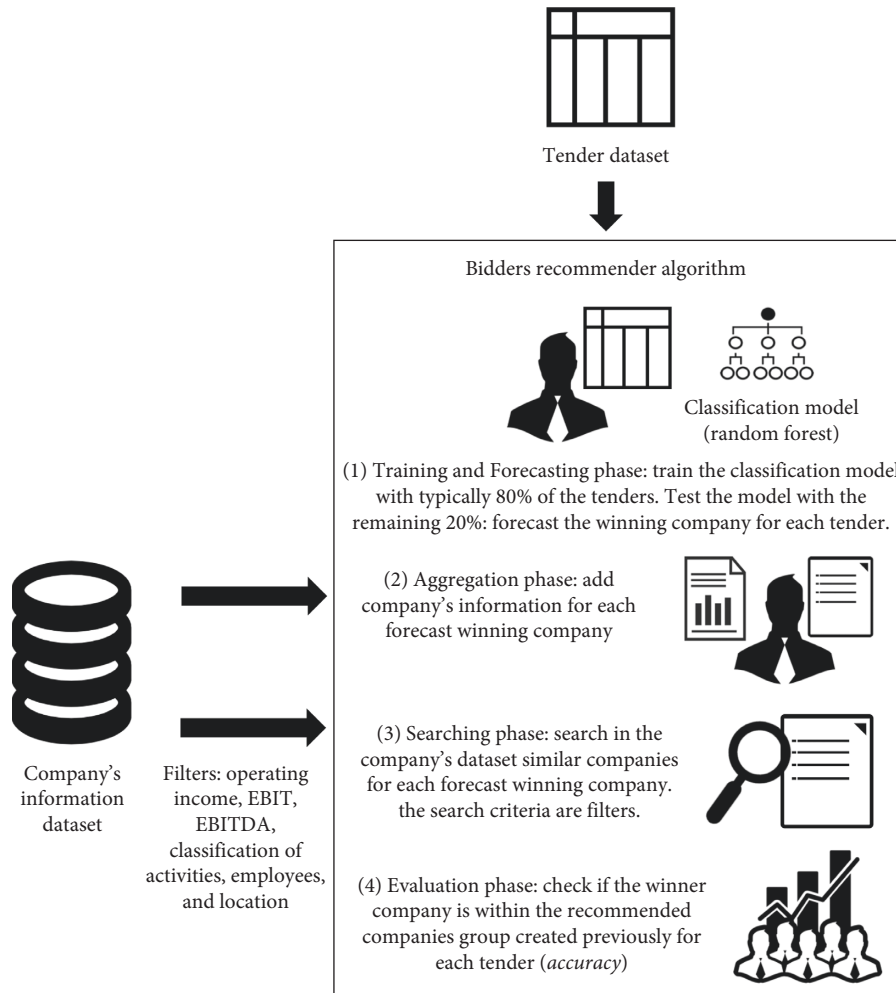 Tender dataset
Bidders recommender algorithm
Classification model
(random forest)
(1) Training and Forecasting phase: train the classification model
with typically 80% of the tenders. Test the model with the
remaining 20%: forecast the winning company for each tender.
(2) Aggregation phase: add
company's information for each
forecast winning company
(3) Searching phase: search in the
company's dataset similar companies
for each forecast winning company.
the search criteria are filters.
(4) Evaluation phase: check if the winner
company is within the recommended
companies group created previously for
each tender (accuracy)
Company's
information
dataset
Filters: operating
income, EBIT,
EBITDA,
classification of
activities, employees,
and location